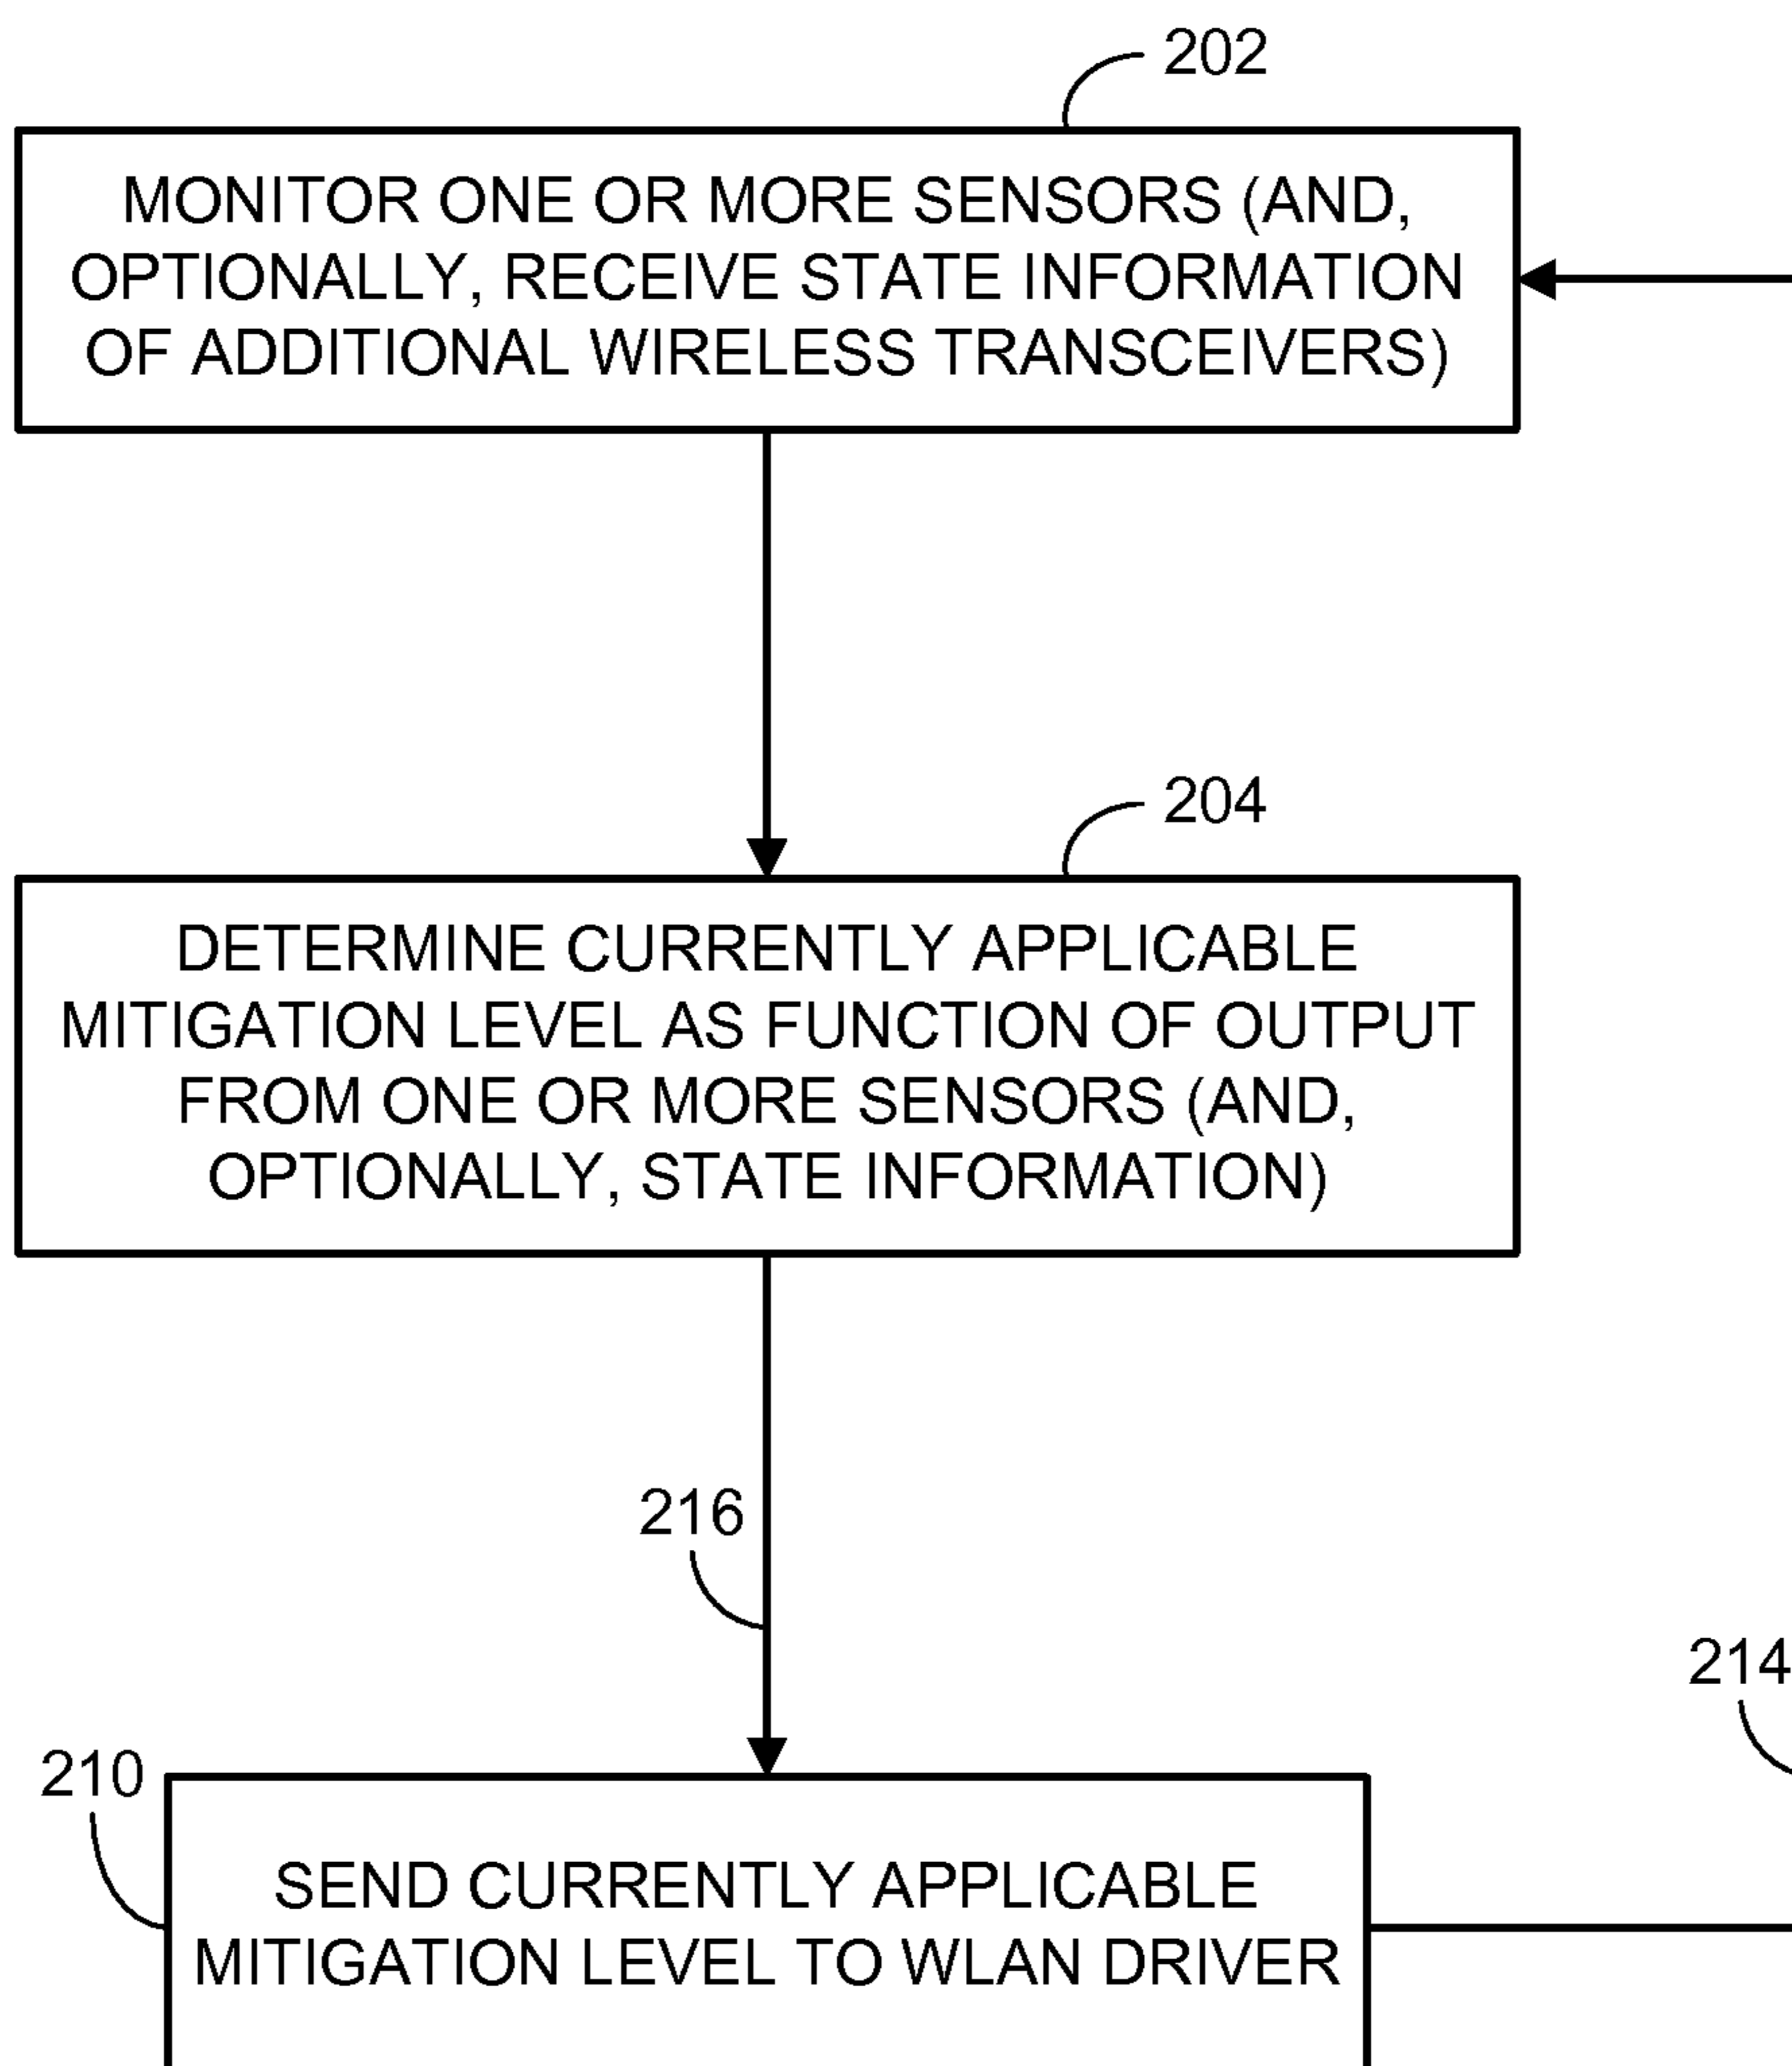 202
MONITOR ONE OR MORE SENSORS (AND,
OPTIONALLY, RECEIVE STATE INFORMATION
OF ADDITIONAL WIRELESS TRANSCEIVERS)
204
DETERMINE CURRENTLY APPLICABLE
MITIGATION LEVEL AS FUNCTION OF OUTPUT
FROM ONE OR MORE SENSORS (AND,
OPTIONALLY, STATE INFORMATION)
216
214
210
SEND CURRENTLY APPLICABLE
MITIGATION LEVEL TO WLAN DRIVER